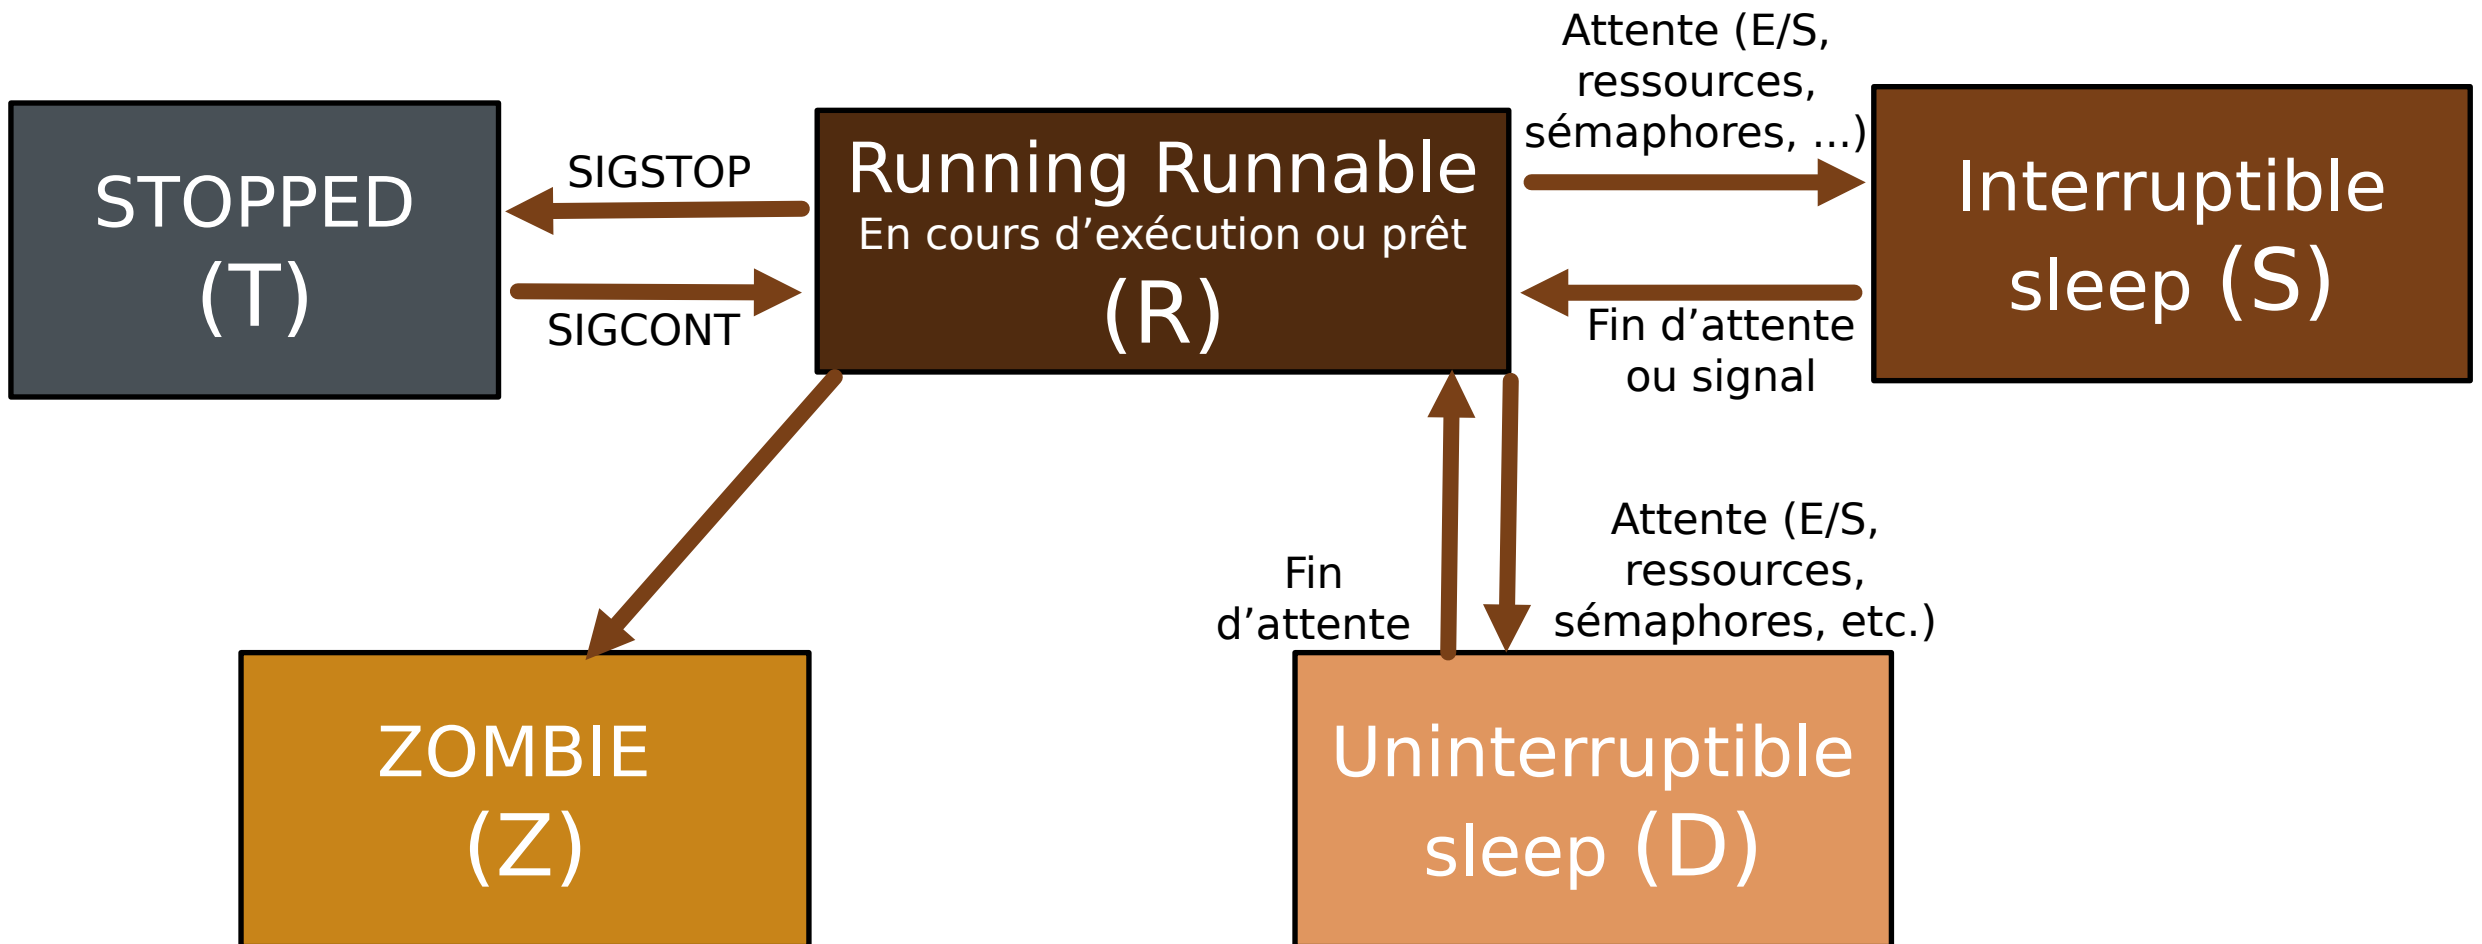 STOPPED
(T)
SIGSTOP
SIGCONT
Running Runnable
En cours d’exécution ou prêt
(R)
Attente (E/S,
ressources,
sémaphores, ...)
Fin d’attente
ou signal
Interruptible
sleep (S)
ZOMBIE
(Z)
Fin
d’attente
Attente (E/S,
ressources,
sémaphores, etc.)
Uninterruptible
sleep (D)